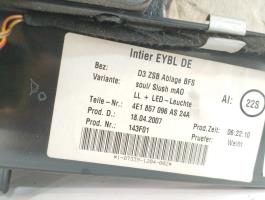 Intier EYBL DE
Bez: D3 ZSB Ablage BFS
Variante: soul/ Slush mAO
LL + LED-Leuchte
AI: 22S
Teile-Nr.: 4E1 857 096 AS 24A
Prod. D.: 18.04.2007 Prod.Zeit: 06:22:10
Prod. Nr.: 143F01 Pruefer: Weiht